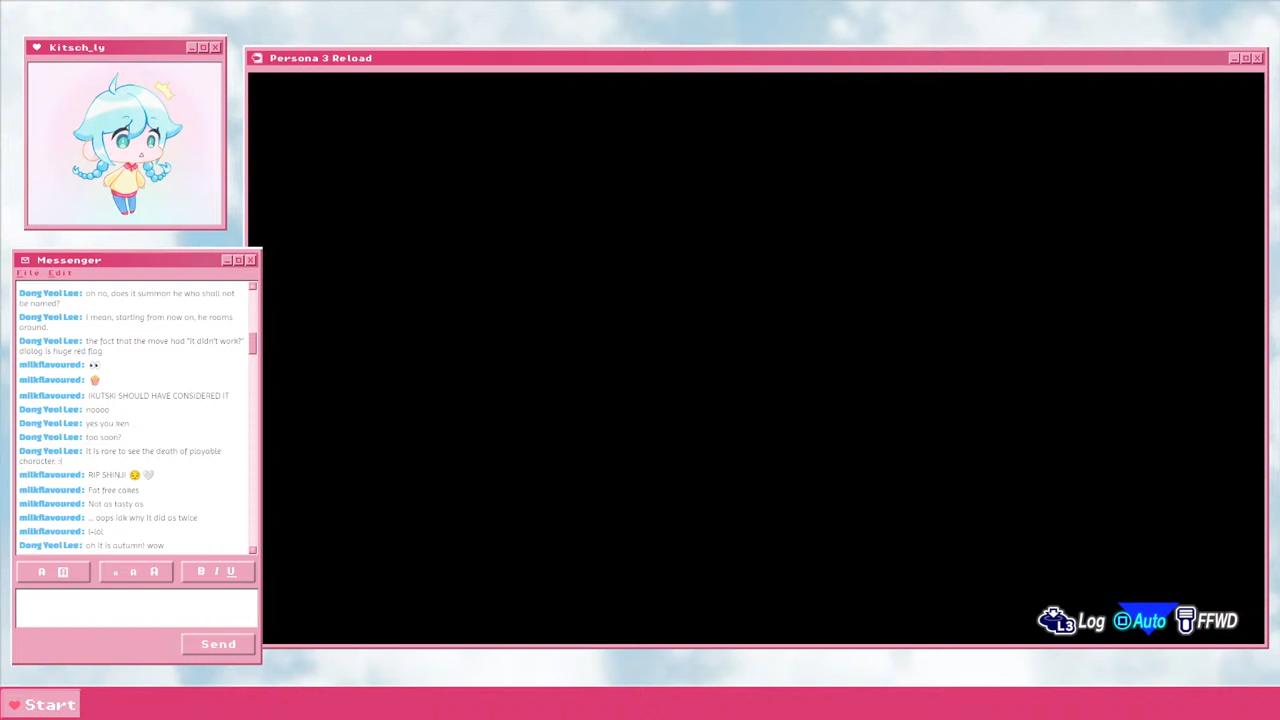 Kitsch_ly
Persona 3 Reload
Messenger
File Edit
Dong Yeol Lee: oh no, does it summon he who shall not
be named?
Dong Yeol Lee: I mean, starting from now on, he roams
around.
Dong Yeol Lee: the fact that the move had "It didn't work?"
dialog is huge red flag
milkflavoured: 👀
milkflavoured: 🍿
milkflavoured: IKUTSKI SHOULD HAVE CONSIDERED IT
Dong Yeol Lee: noooo
Dong Yeol Lee: yes you ken
Dong Yeol Lee: too soon?
Dong Yeol Lee: It is rare to see the death of playable
character. :(
milkflavoured: RIP SHINJI 😔 🤍
milkflavoured: Fat free cakes
milkflavoured: Not as tasty as
milkflavoured: ... oops idk why it did as twice
milkflavoured: l-lol
Dong Yeol Lee: oh it is autumn! wow
A A
A A A
B I U
Send
L3 Log Auto FFWD
Start